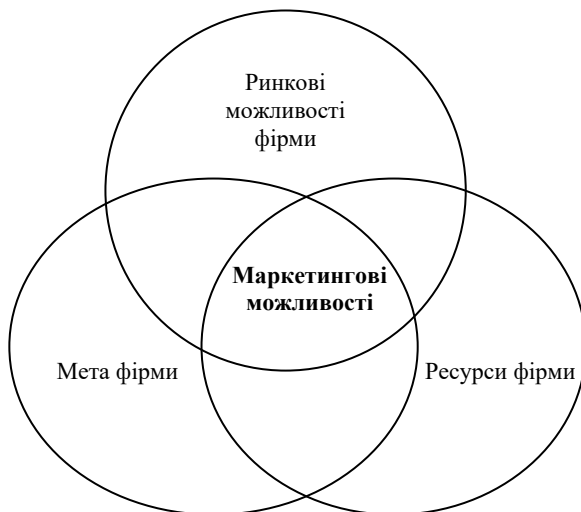 Ринкові
можливості
фірми
Маркетингові
можливості
Мета фірми
Ресурси фірми